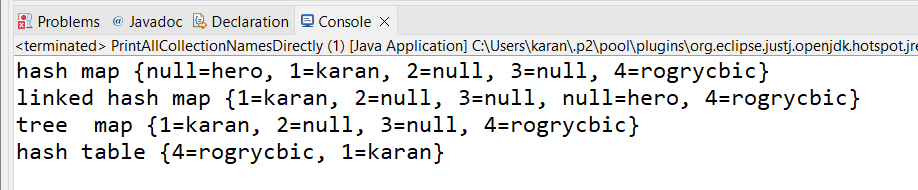 Problems @ Javadoc Declaration Console
<terminated> PrintAllCollectionNamesDirectly (1) [Java Application] C:\Users\karan\.p2\pool\plugins\org.eclipse.justj.openjdk.hotspot.jre
hash map {null=hero, 1=karan, 2=null, 3=null, 4=rogrycbic}
linked hash map {1=karan, 2=null, 3=null, null=hero, 4=rogrycbic}
tree  map {1=karan, 2=null, 3=null, 4=rogrycbic}
hash table {4=rogrycbic, 1=karan}